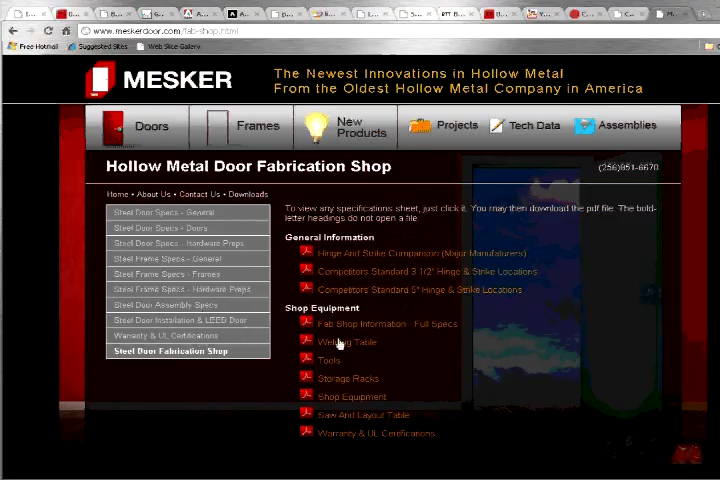 www.meskerdoor.com/fab-shop.html
Free Hotmail Suggested Sites Web Slice Gallery
MESKER
The Newest Innovations in Hollow Metal
From the Oldest Hollow Metal Company in America
Doors Frames New Products Projects Tech Data Assemblies
Hollow Metal Door Fabrication Shop
(256)851-6670
Home • About Us • Contact Us • Downloads
Steel Door Specs - General
Steel Door Specs - Doors
Steel Door Specs - Hardware Preps
Steel Frame Specs - General
Steel Frame Specs - Frames
Steel Frame Specs - Hardware Preps
Steel Door Assembly Specs
Steel Door Installation & LEED Door
Warranty & UL Certifications
Steel Door Fabrication Shop
To view any specifications sheet, just click it. You may then download the pdf file. The bold-
letter headings do not open a file
General Information
Hinge And Strike Comparison (Major Manufaturers)
Competitors Standard 3 1/2" Hinge & Strike Locations
Competitors Standard 5" Hinge & Strike Locations
Shop Equipment
Fab Shop Information - Full Specs
Welding Table
Tools
Storage Racks
Shop Equipment
Saw And Layout Table
Warranty & UL Certifications